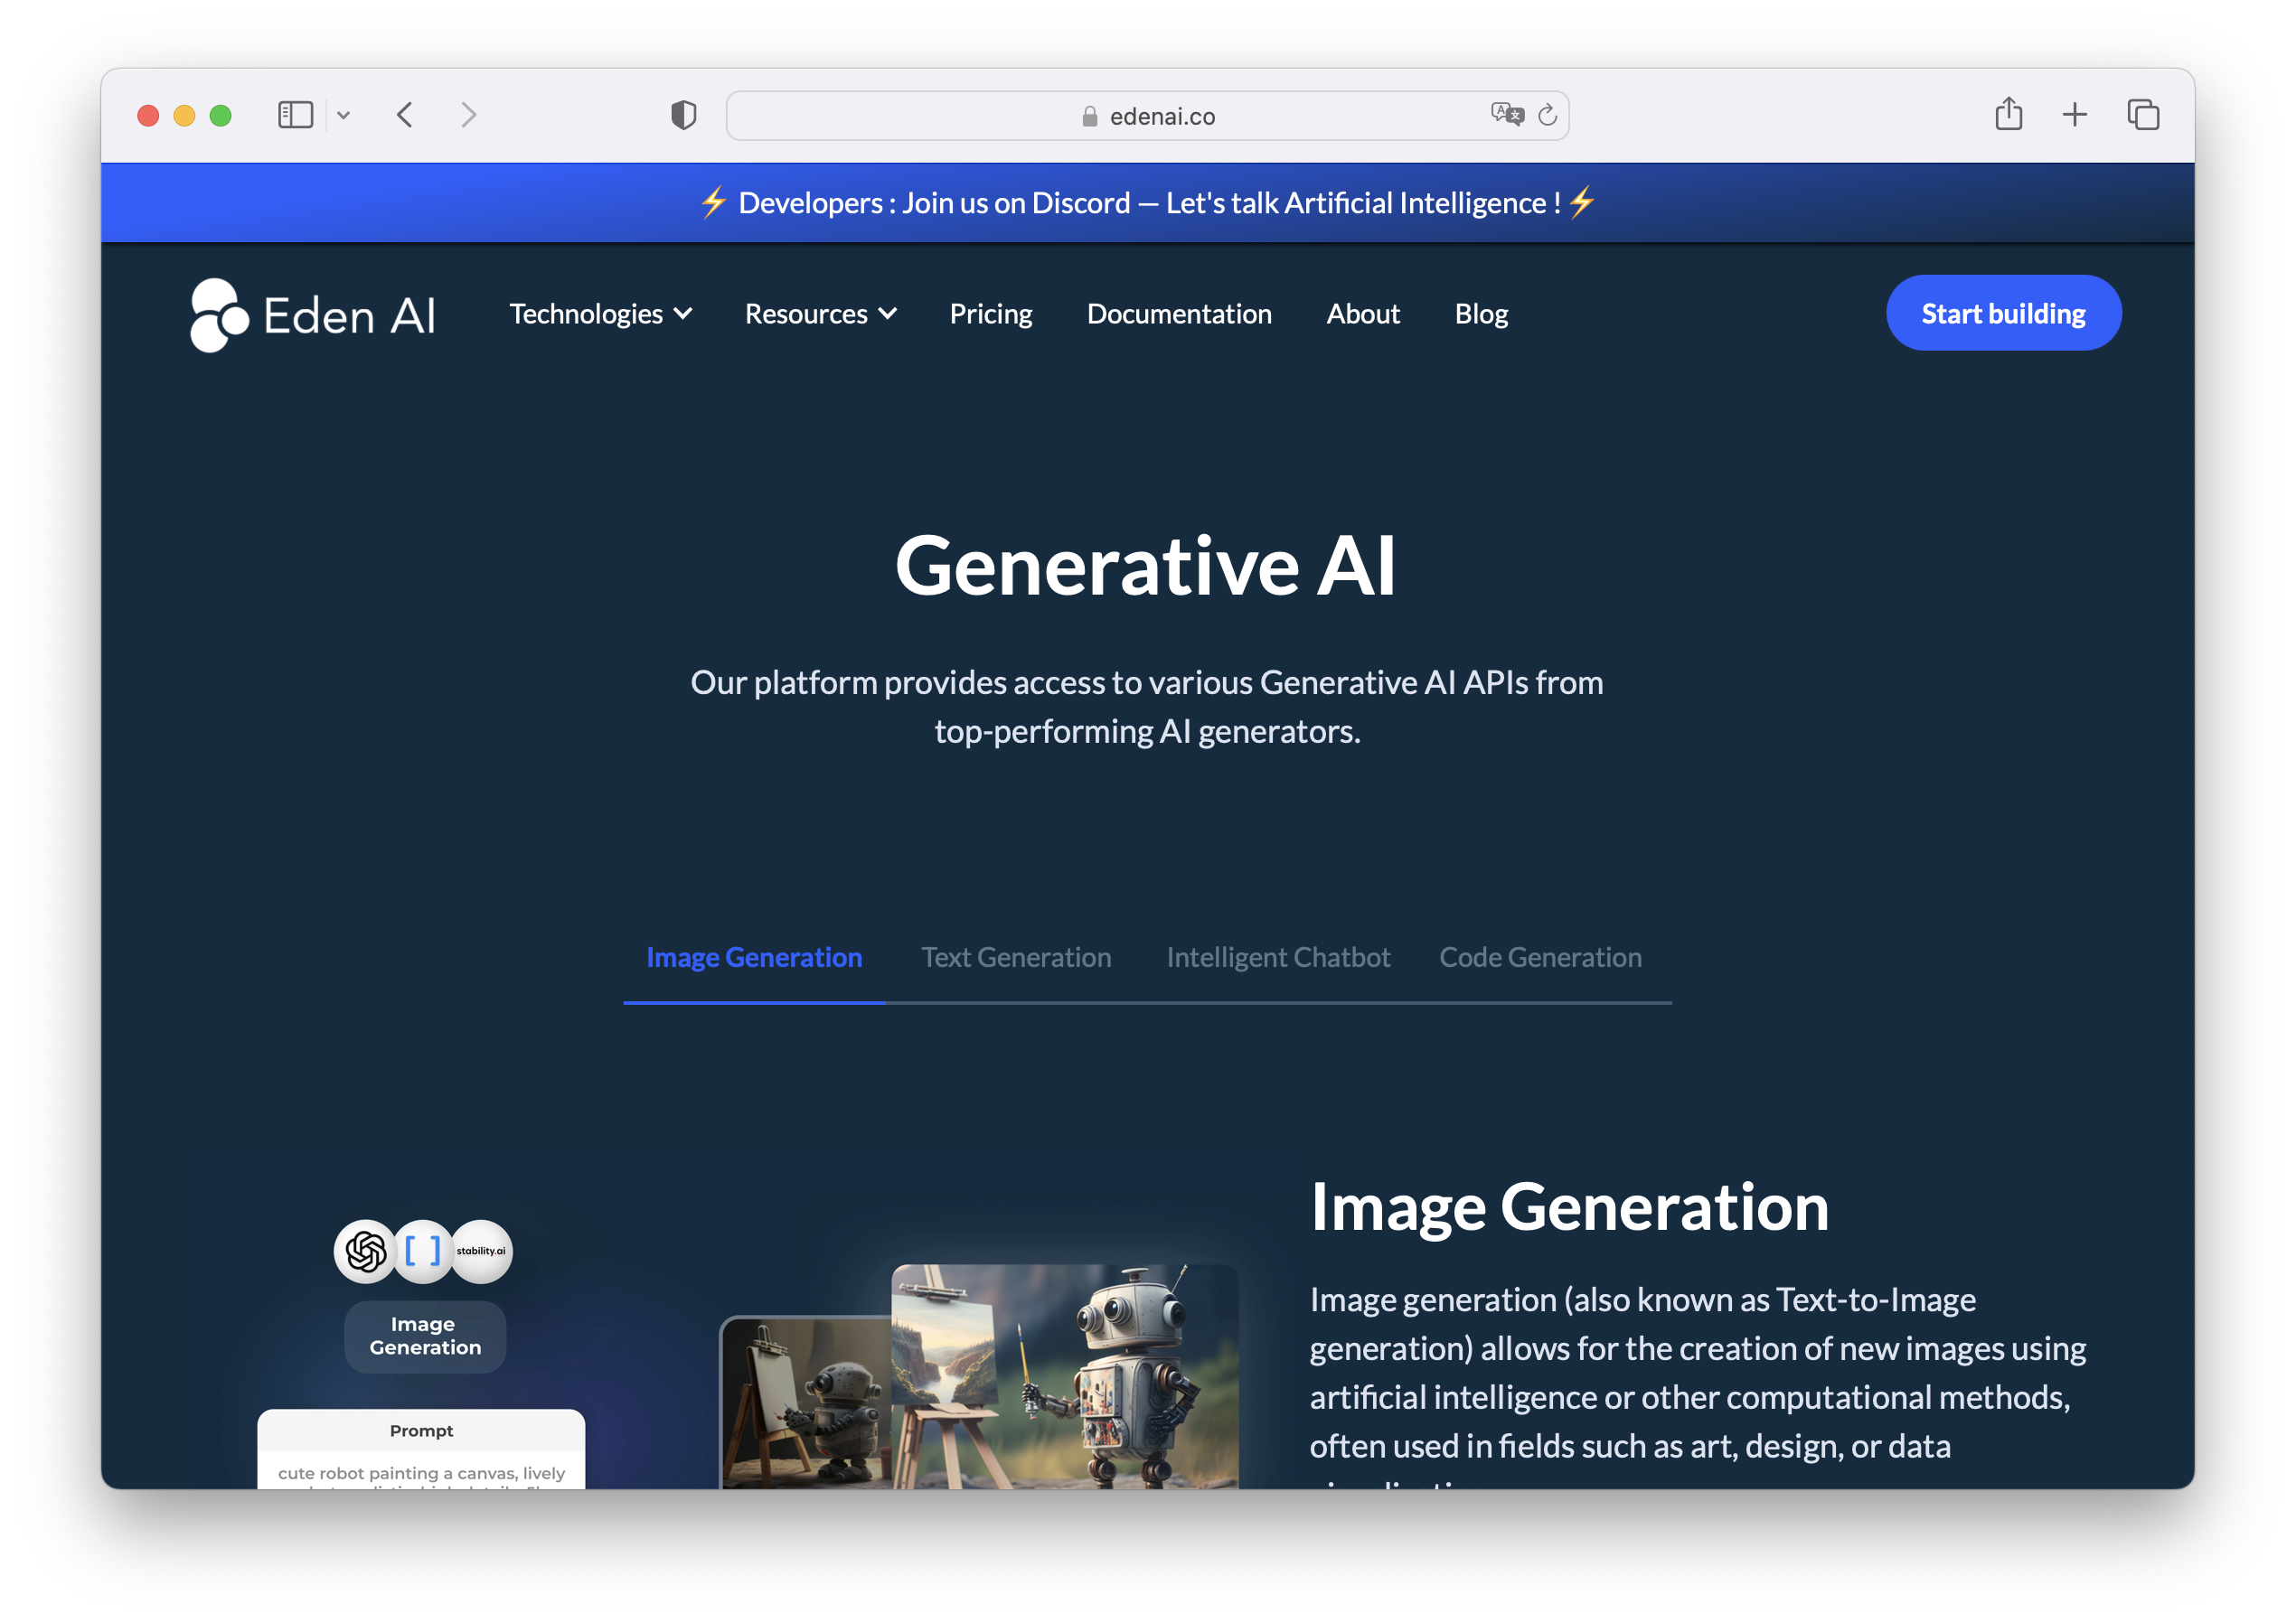 edenai.co
⚡ Developers : Join us on Discord — Let's talk Artificial Intelligence ! ⚡
Eden AI
Technologies
Resources
Pricing
Documentation
About
Blog
Start building
Generative AI
Our platform provides access to various Generative AI APIs from
top-performing AI generators.
Image Generation
Text Generation
Intelligent Chatbot
Code Generation
stability.ai
Image
Generation
Prompt
cute robot painting a canvas, lively
Image Generation
Image generation (also known as Text-to-Image
generation) allows for the creation of new images using
artificial intelligence or other computational methods,
often used in fields such as art, design, or data